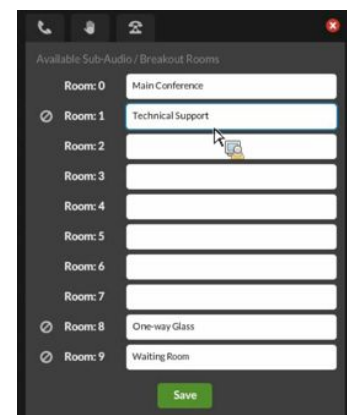 Available Sub-Audio / Breakout Rooms
Room: 0 Main Conference
Room: 1 Technical Support
Room: 2
Room: 3
Room: 4
Room: 5
Room: 6
Room: 7
Room: 8 One-way Glass
Room: 9 Waiting Room
Save